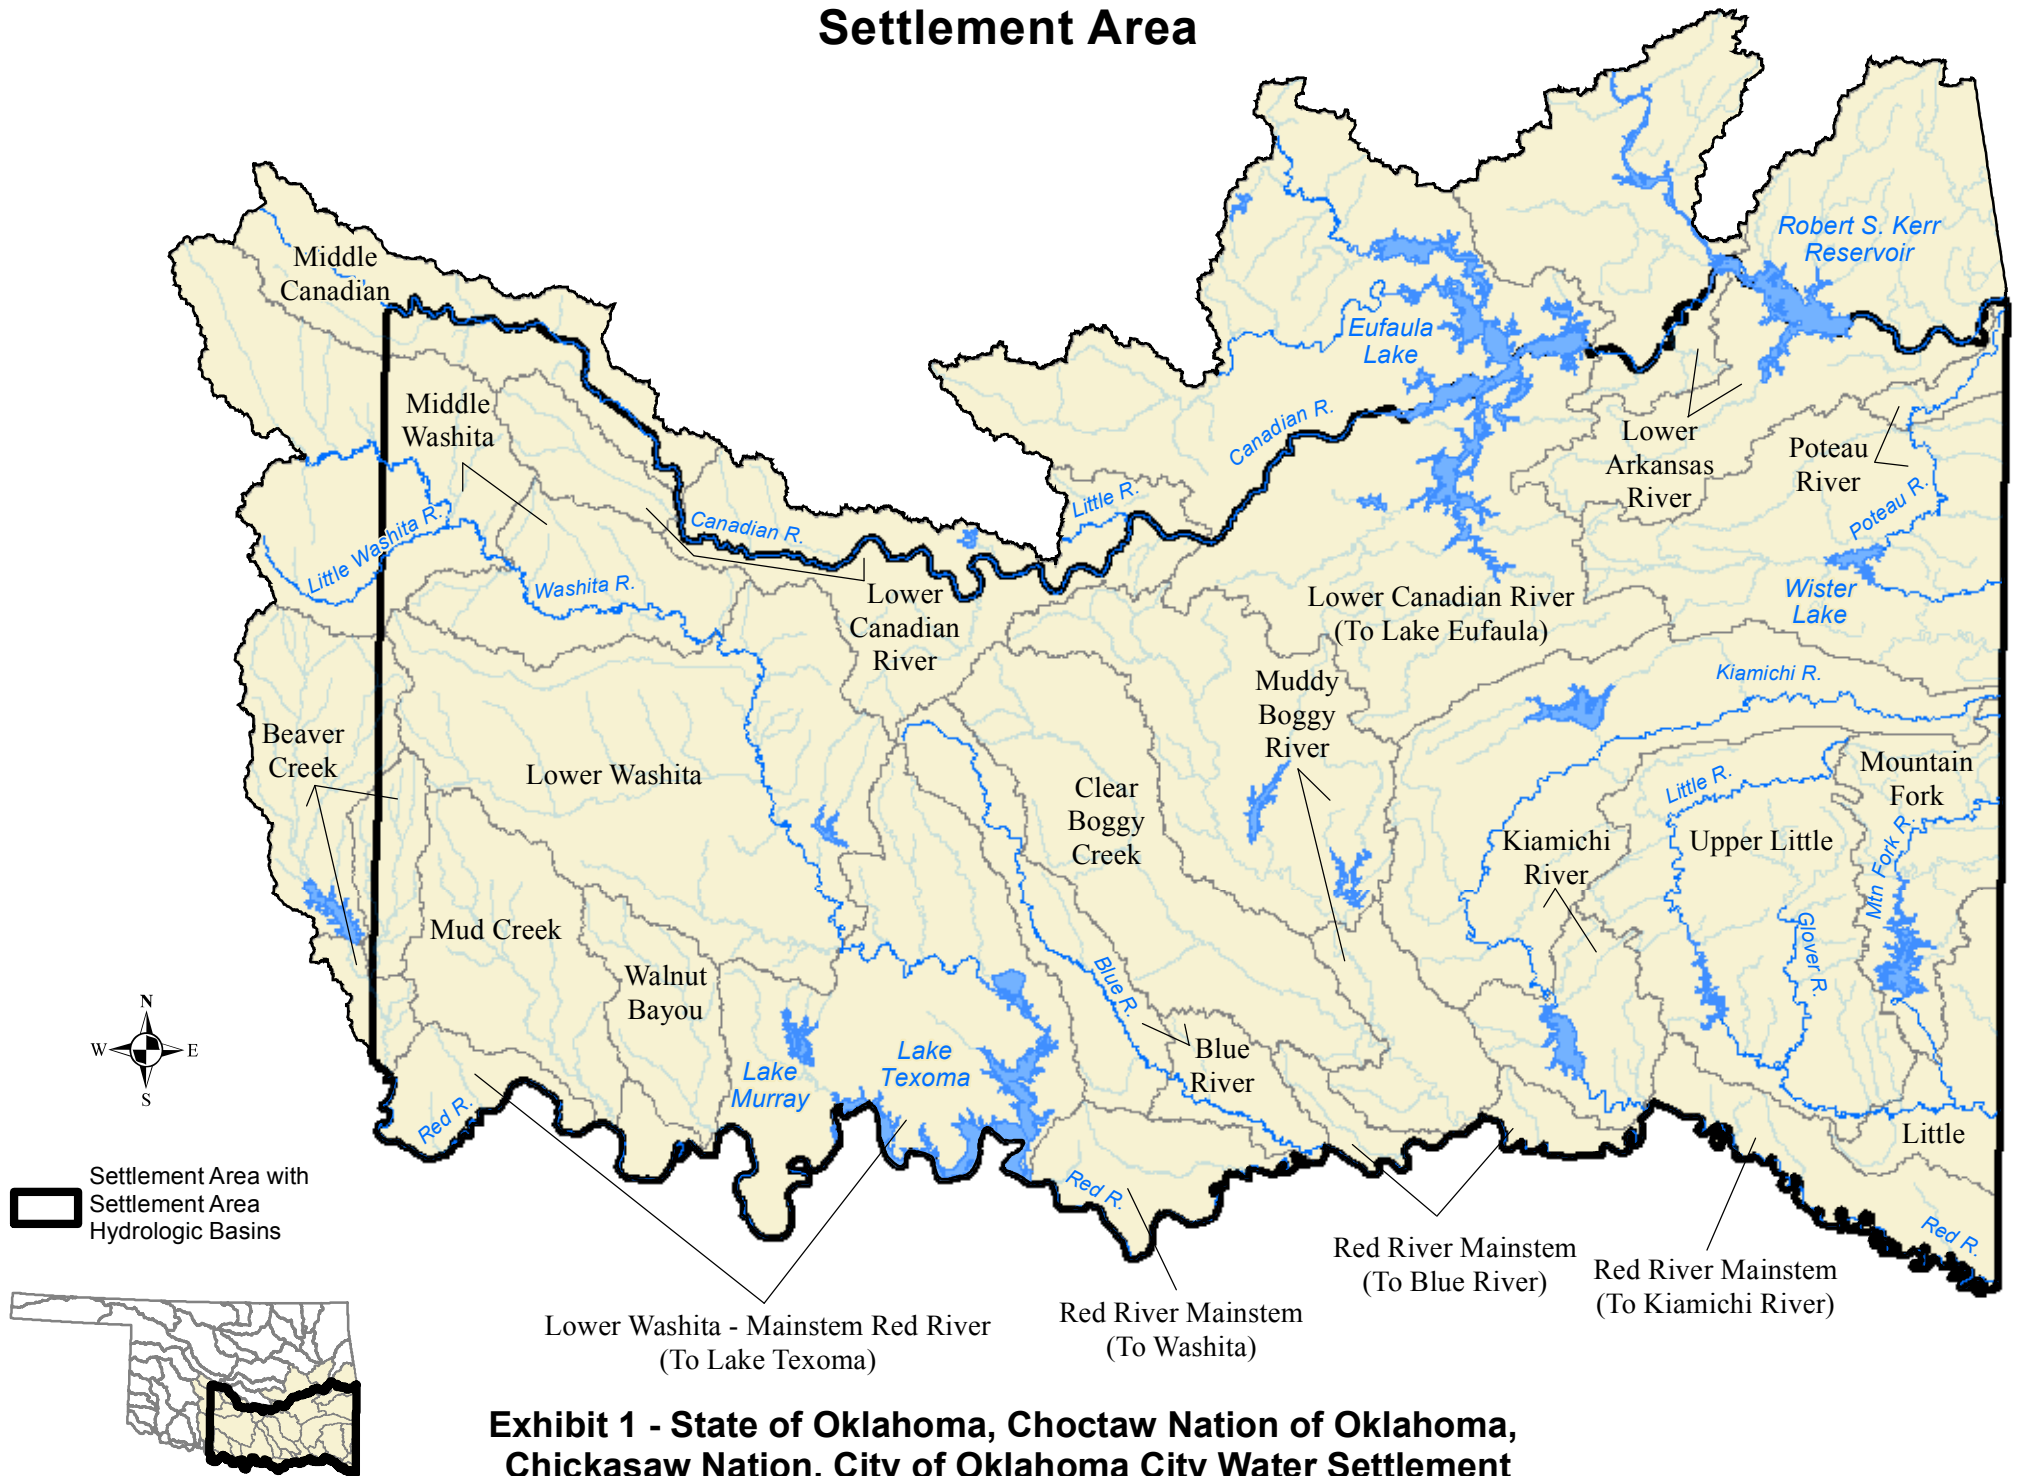 Settlement Area
Robert S. Kerr
Reservoir
Middle
Canadian
Eufaula
Lake
Middle
Washita
Canadian R.
Lower
Arkansas
River
Poteau
River
Little R.
Canadian R.
Poteau R.
Little Washita R.
Washita R.
Lower
Canadian
River
Lower Canadian River
(To Lake Eufaula)
Wister
Lake
Kiamichi R.
Muddy
Boggy
River
Beaver
Creek
Lower Washita
Clear
Boggy
Creek
Little R.
Mountain
Fork
Kiamichi
River
Upper Little
Mtn Fork R.
Glover R.
Mud Creek
Walnut
Bayou
Blue R.
N
W
E
S
Lake
Murray
Lake
Texoma
Blue
River
Red R.
Little
Settlement Area with
Settlement Area
Hydrologic Basins
Red R.
Red R.
Red River Mainstem
(To Blue River)
Red River Mainstem
(To Kiamichi River)
Lower Washita - Mainstem Red River
(To Lake Texoma)
Red River Mainstem
(To Washita)
Exhibit 1 - State of Oklahoma, Choctaw Nation of Oklahoma,
Chickasaw Nation, City of Oklahoma City Water Settlement